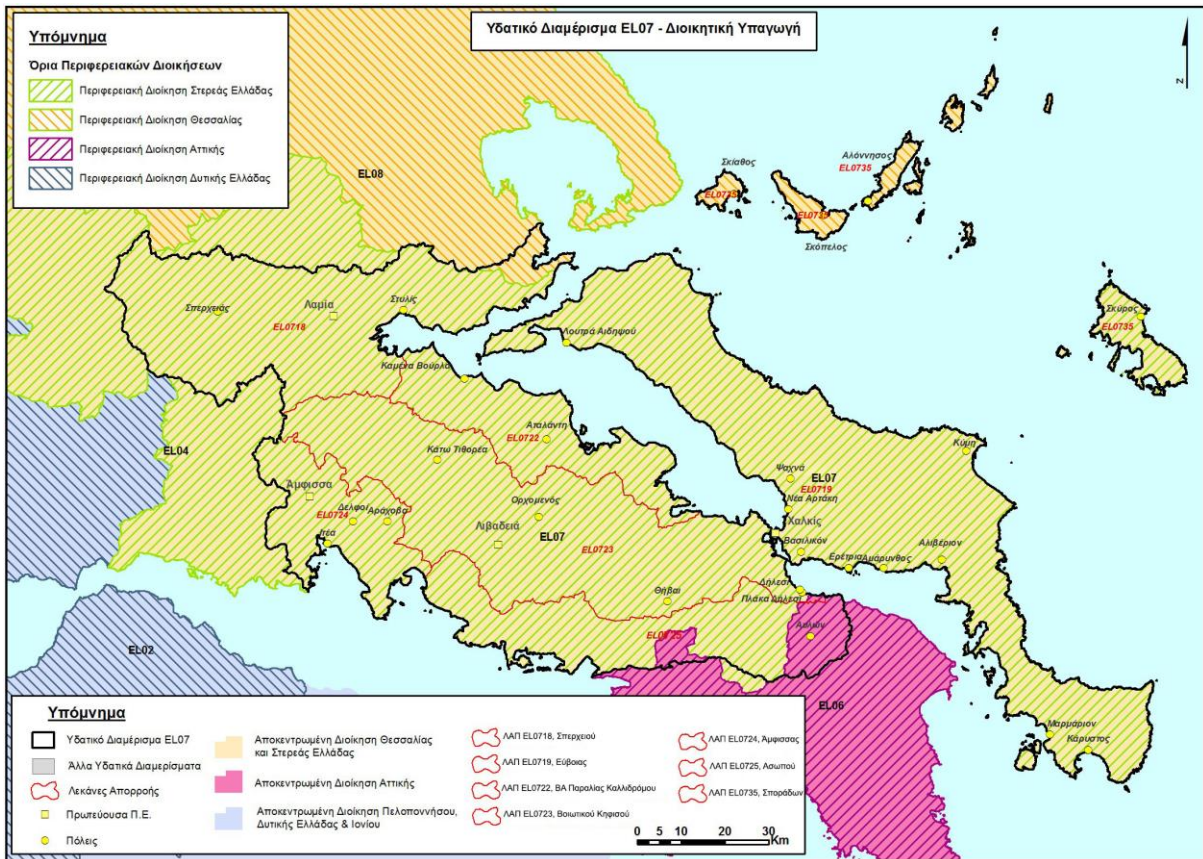 Υδατικό Διαμέρισμα EL07 - Διοικητική Υπαγωγή
Υπόμνημα
Όρια Περιφερειακών Διοικήσεων
Περιφερειακή Διοίκηση Στερεάς Ελλάδας
Περιφερειακή Διοίκηση Θεσσαλίας
Περιφερειακή Διοίκηση Αττικής
Περιφερειακή Διοίκηση Δυτικής Ελλάδας
N
EL08
Σκίαθος
EL0735
Αλόννησος
EL0735
EL0735
Σκόπελος
Σπερχειάς
Λαμία
Στυλίς
EL0718
Λουτρά Αιδηψού
Σκύρος
EL0735
Καμένα Βούρλα
EL04
Αταλάντη
EL0722
Κάτω Τιθορέα
Κύμη
Ψαχνά
EL07
EL0719
Νέα Αρτάκη
Άμφισσα
Δελφοί
EL0724
Αράχοβα
Ιτέα
Ορχομενός
Λιβαδειά
EL07
EL0723
Χαλκίς
Βασιλικόν
Ερέτρια
Αμάρυνθος
Αλιβέριον
Δήλεσι
Πλάκα Δήλεσι
Θήβαι
EL0725
Αυλών
EL02
EL06
Μαρμάριον
Κάρυστος
Υπόμνημα
Υδατικό Διαμέρισμα EL07
Άλλα Υδατικά Διαμερίσματα
Λεκάνες Απορροής
Πρωτεύουσα Π.Ε.
Πόλεις
Αποκεντρωμένη Διοίκηση Θεσσαλίας
και Στερεάς Ελλάδας
Αποκεντρωμένη Διοίκηση Αττικής
Αποκεντρωμένη Διοίκηση Πελοποννήσου,
Δυτικής Ελλάδας & Ιονίου
ΛΑΠ EL0718, Σπερχειού
ΛΑΠ EL0719, Εύβοιας
ΛΑΠ EL0722, ΒΑ Παραλίας Καλλιδρόμου
ΛΑΠ EL0723, Βοιωτικού Κηφισού
ΛΑΠ EL0724, Άμφισσας
ΛΑΠ EL0725, Ασωπού
ΛΑΠ EL0735, Σποράδων
0 5 10 20 30
Km